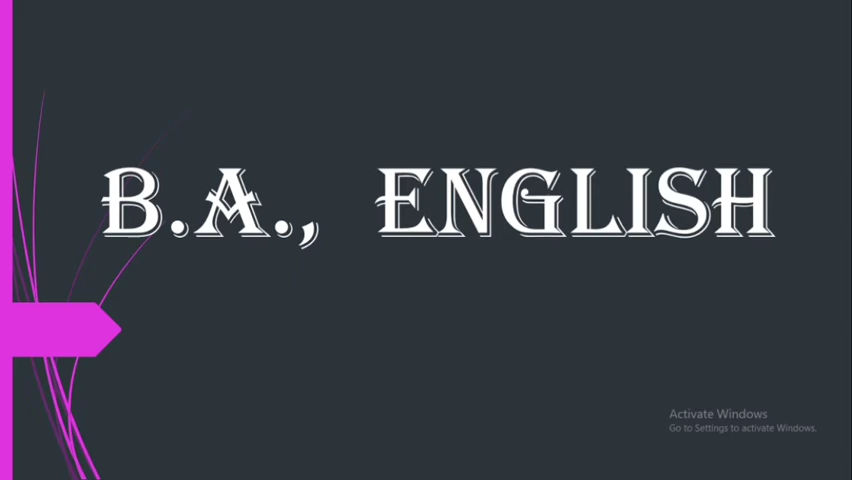 B.A., ENGLISH
Activate Windows
Go to Settings to activate Windows.